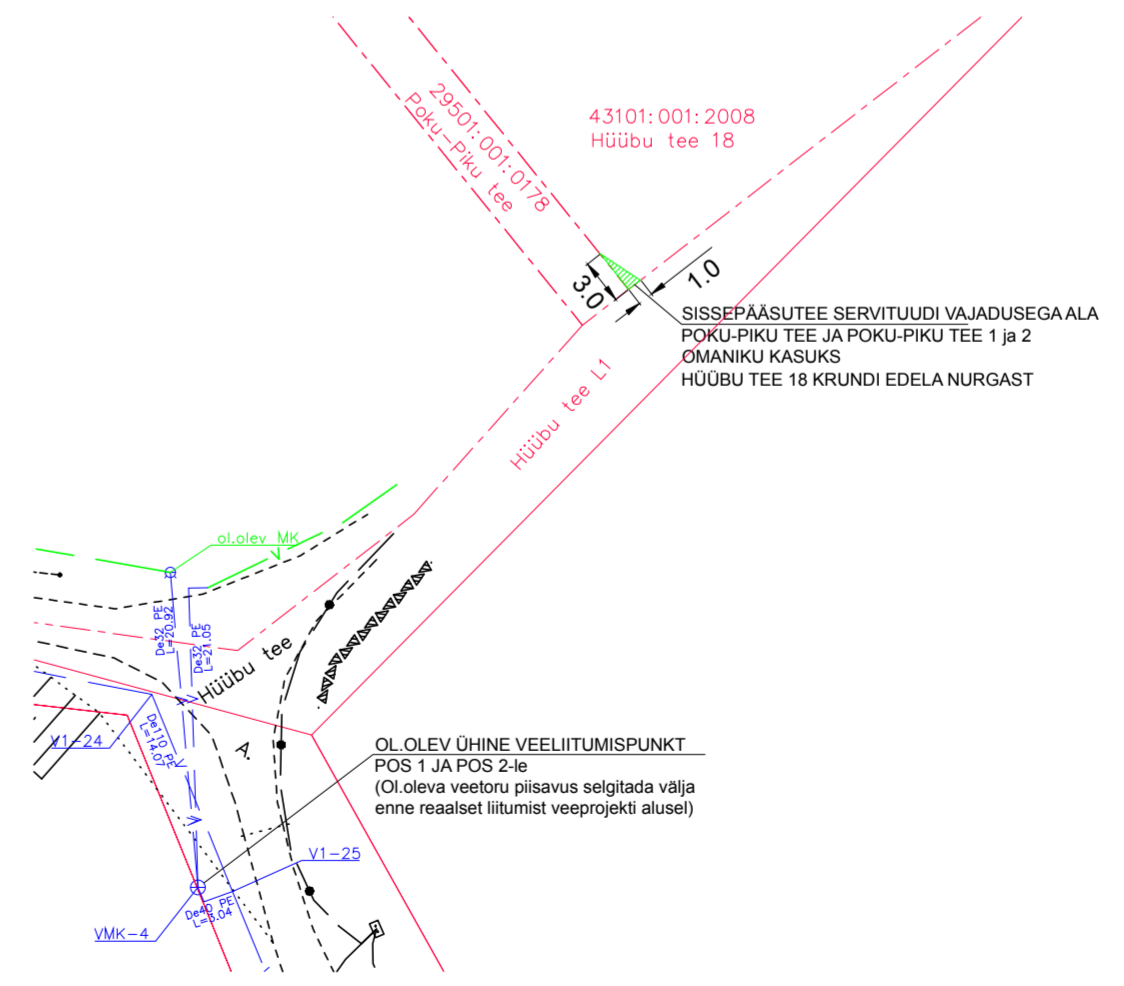 29501:001:0178
Poku-Piku tee
43101:001:2008
Hüübu tee 18
3.0
1.0
SISSEPÄÄSUTEE SERVITUUDI VAJADUSEGA ALA
POKU-PIKU TEE JA POKU-PIKU TEE 1 ja 2
OMANIKU KASUKS
HÜÜBU TEE 18 KRUNDI EDELA NURGAST
Hüübu tee L1
ol.olev MK
V
De32 PE
L=20.92
De32 PE
L=21.05
Hüübu tee
V1-24
De110 PE
L=14.07
A.
OL.OLEV ÜHINE VEELIITUMISPUNKT
POS 1 JA POS 2-le
(Ol.oleva veetoru piisavus selgitada välja
enne reaalset liitumist veeprojekti alusel)
V1-25
De40 PE
L=3.04
VMK-4